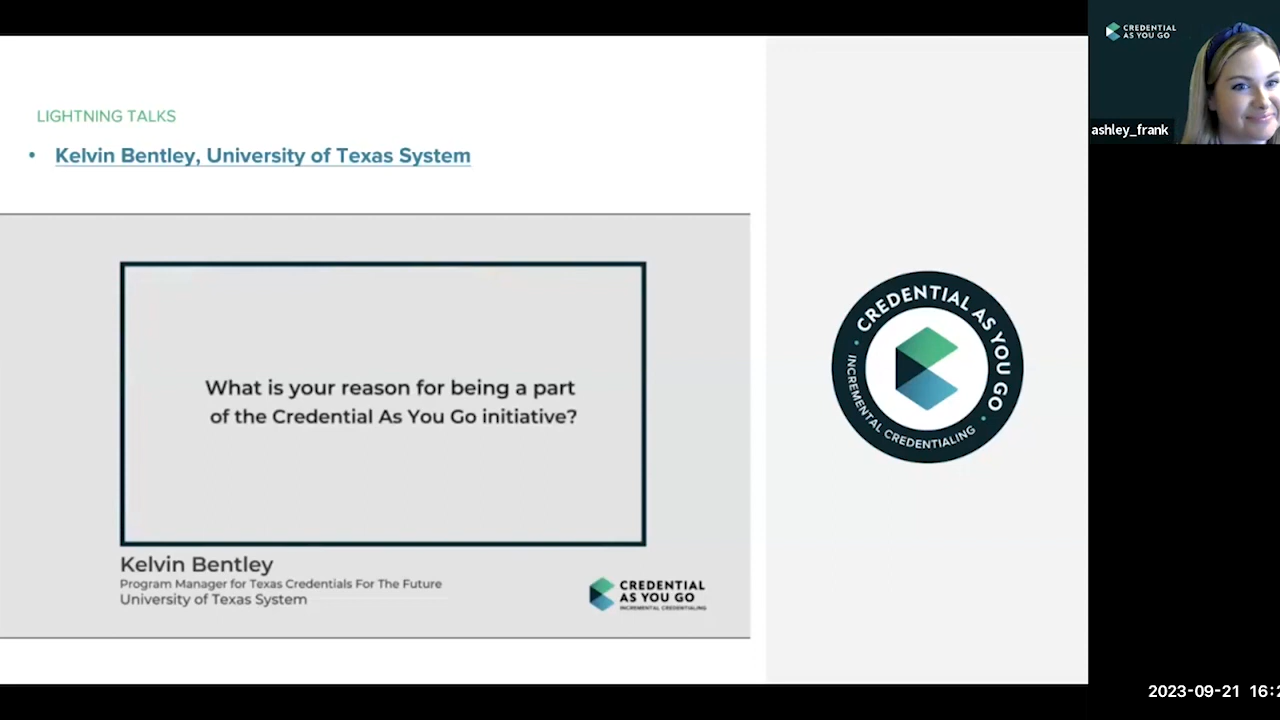 LIGHTNING TALKS
• Kelvin Bentley, University of Texas System
What is your reason for being a part
of the Credential As You Go initiative?
Kelvin Bentley
Program Manager for Texas Credentials For The Future
University of Texas System
CREDENTIAL
AS YOU GO
INCREMENTAL CREDENTIALING
• CREDENTIAL AS YOU GO •
INCREMENTAL CREDENTIALING
CREDENTIAL
AS YOU GO
ashley_frank
2023-09-21 16:2